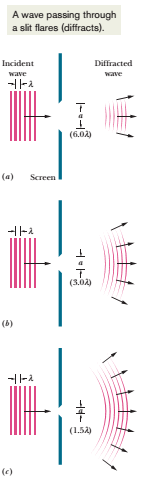 A wave passing through
a slit flares (diffracts).
Incident
wave
Diffracted
wave
λ
a
(6.0λ)
(a)
Screen
λ
a
(3.0λ)
(b)
λ
a
(1.5λ)
(c)